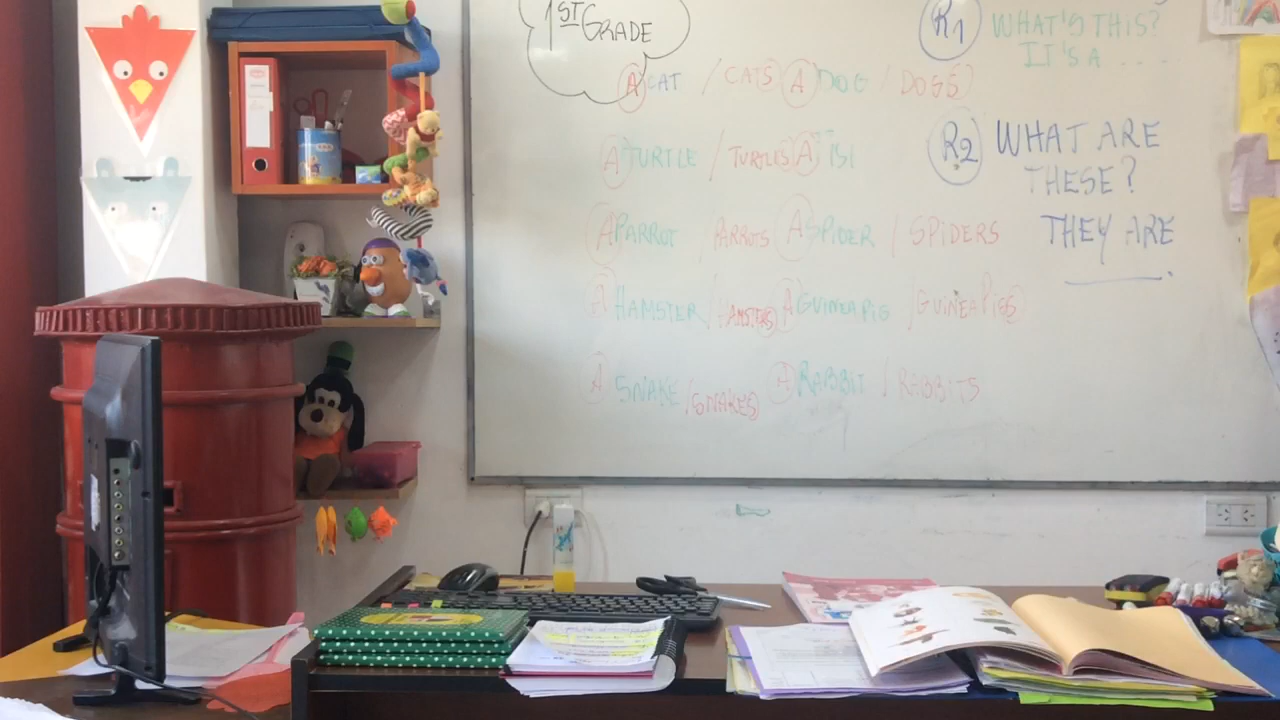 1ST GRADE
A CAT / CATS A DOG / DOGS
A TURTLE / TURTLES A
A PARROT / PARROTS A SPIDER / SPIDERS
A HAMSTER / HAMSTERS A GUINEA PIG / GUINEA PIGS
A SNAKE / SNAKES A RABBIT / RABBITS
R1 WHAT'S THIS?
IT'S A .....
R2 WHAT ARE
THESE?
THEY ARE